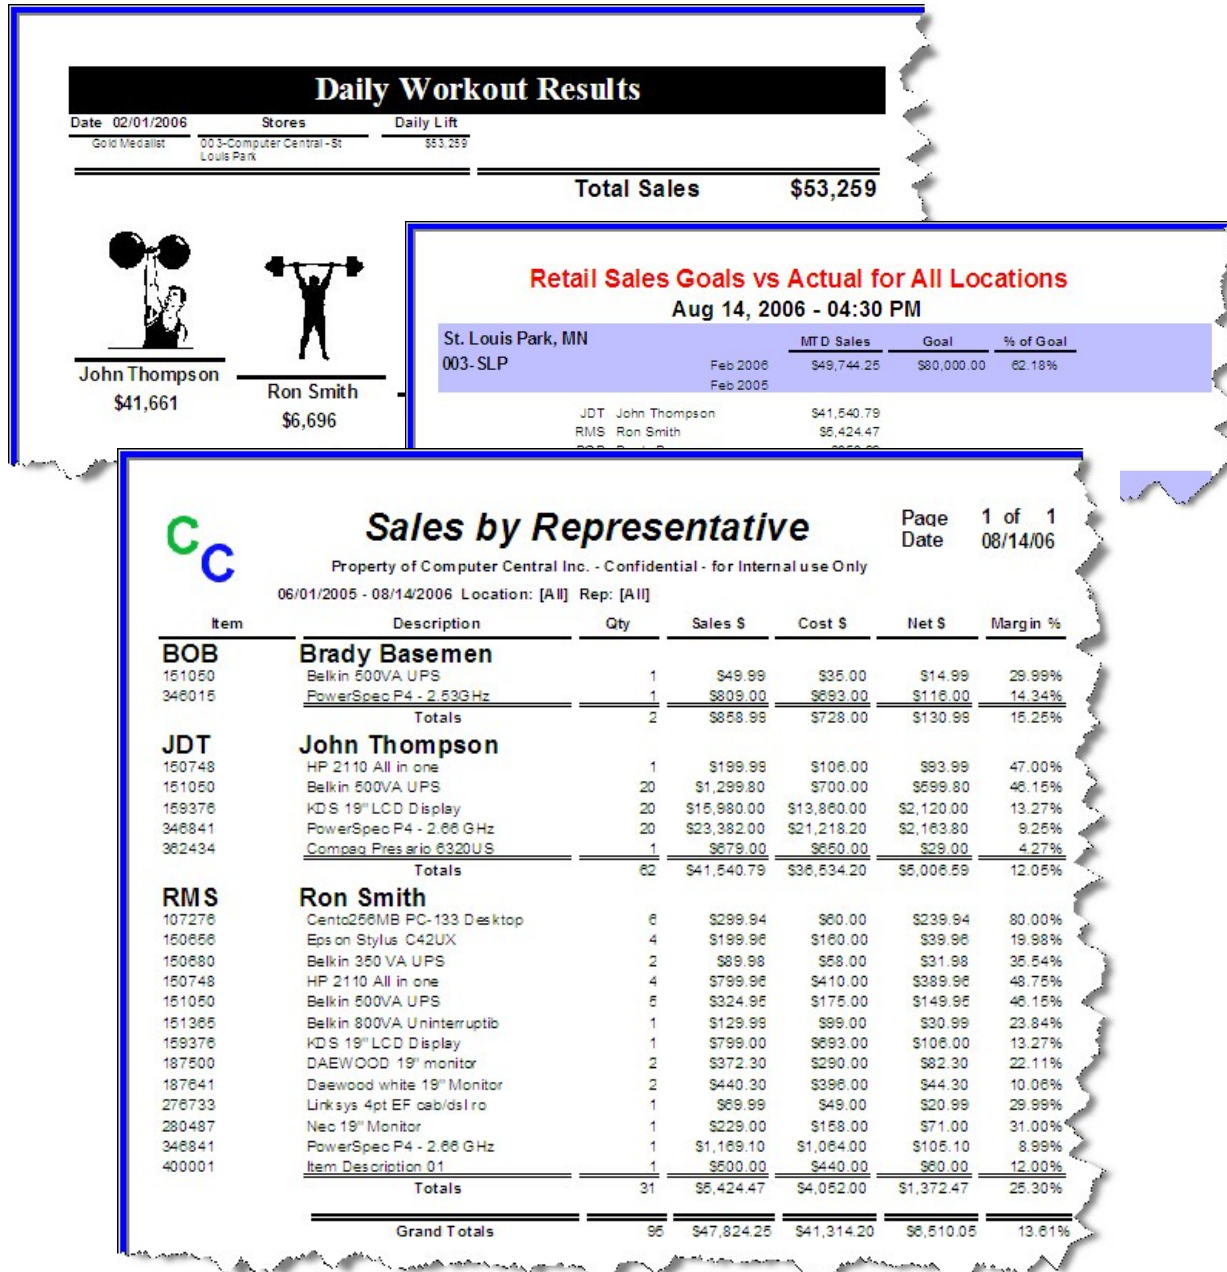 Daily Workout Results
Date 02/01/2006 Stores Daily Lift
Gold Medalist 003-Computer Central-St $53,259
Louis Park
Total Sales $53,259
John Thompson
$41,661
Ron Smith
$6,696
Retail Sales Goals vs Actual for All Locations
Aug 14, 2006 - 04:30 PM
St. Louis Park, MN MTD Sales Goal % of Goal
003-SLP Feb 2006 $49,744.25 $80,000.00 62.18%
Feb 2005
JDT John Thompson $41,540.79
RMS Ron Smith $5,424.47
CC
Sales by Representative
Page 1 of 1
Date 08/14/06
Property of Computer Central Inc. - Confidential - for Internal use Only
06/01/2005 - 08/14/2006 Location: [All] Rep: [All]
Item Description Qty Sales $ Cost $ Net $ Margin %
BOB Brady Basemen
151050 Belkin 500VA UPS 1 $49.99 $35.00 $14.99 29.99%
346015 PowerSpec P4 - 2.53GHz 1 $809.00 $693.00 $116.00 14.34%
Totals 2 $858.99 $728.00 $130.99 15.25%
JDT John Thompson
150748 HP 2110 All in one 1 $199.99 $106.00 $93.99 47.00%
151050 Belkin 500VA UPS 20 $1,299.80 $700.00 $599.80 46.15%
159376 KDS 19" LCD Display 20 $15,980.00 $13,860.00 $2,120.00 13.27%
346841 PowerSpec P4 - 2.66 GHz 20 $23,382.00 $21,218.20 $2,163.80 9.25%
362434 Compaq Presario 6320US 1 $679.00 $650.00 $29.00 4.27%
Totals 62 $41,540.79 $36,534.20 $5,006.59 12.05%
RMS Ron Smith
107276 Cento256MB PC-133 Desktop 6 $299.94 $60.00 $239.94 80.00%
150656 Epson Stylus C42UX 4 $199.96 $160.00 $39.96 19.98%
150680 Belkin 350 VA UPS 2 $89.98 $58.00 $31.98 35.54%
150748 HP 2110 All in one 4 $799.96 $410.00 $389.96 48.75%
151050 Belkin 500VA UPS 5 $324.95 $175.00 $149.95 46.15%
151365 Belkin 800VA Uninterruptib 1 $129.99 $99.00 $30.99 23.84%
159376 KDS 19" LCD Display 1 $799.00 $693.00 $106.00 13.27%
187500 DAEWOOD 19" monitor 2 $372.30 $290.00 $82.30 22.11%
187641 Daewood white 19" Monitor 2 $440.30 $396.00 $44.30 10.06%
276733 Linksys 4pt EF cab/dsl ro 1 $69.99 $49.00 $20.99 29.99%
280487 Nec 19" Monitor 1 $229.00 $158.00 $71.00 31.00%
346841 PowerSpec P4 - 2.66 GHz 1 $1,169.10 $1,064.00 $105.10 8.99%
400001 Item Description 01 1 $500.00 $440.00 $60.00 12.00%
Totals 31 $5,424.47 $4,052.00 $1,372.47 25.30%
Grand Totals 95 $47,824.25 $41,314.20 $6,510.05 13.61%